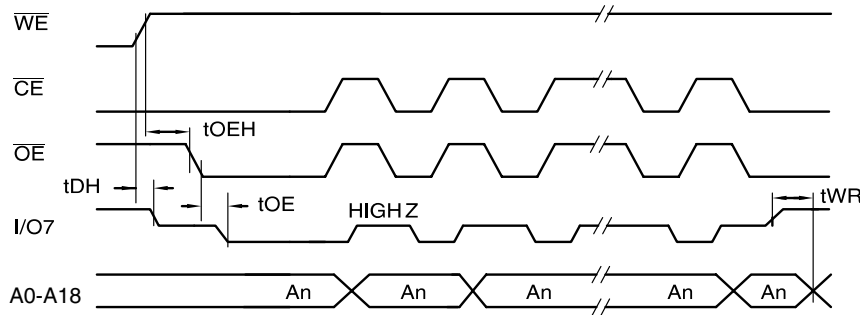 WE
CE
tOEH
OE
tDH
tOE
tWR
I/O7
HIGH Z
A0-A18
An An An An An